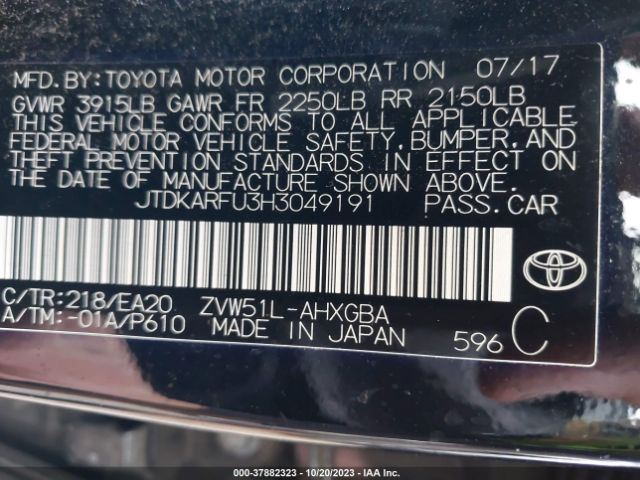 MFD.BY:TOYOTA MOTOR CORPORATION 07/17
GVWR 3915LB GAWR FR 2250LB RR 2150LB
THIS VEHICLE CONFORMS TO ALL APPLICABLE
FEDERAL MOTOR VEHICLE SAFETY,BUMPER,AND
THEFT PREVENTION STANDARDS IN EFFECT ON
THE DATE OF MANUFACTURE SHOWN ABOVE.
JTDKARFU3H3049191 PASS.CAR
C/TR:218/EA20 ZVW51L-AHXGBA
A/TM:-01A/P610 MADE IN JAPAN 596 C
000-37882323 | 10/20/2023 | IAA Inc.